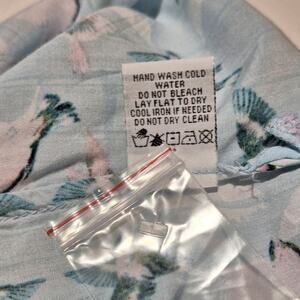 HAND WASH COLD
WATER
DO NOT BLEACH
LAY FLAT TO DRY
COOL IRON IF NEEDED
DO NOT DRY CLEAN